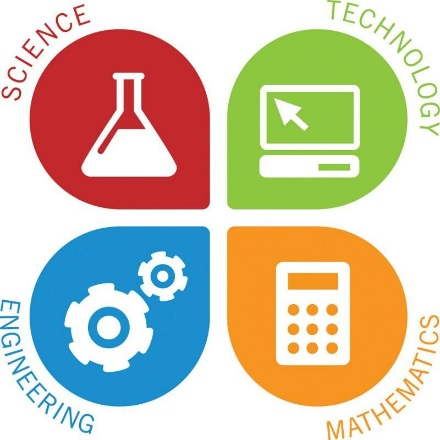 SCIENCE
TECHNOLOGY
ENGINEERING
MATHEMATICS